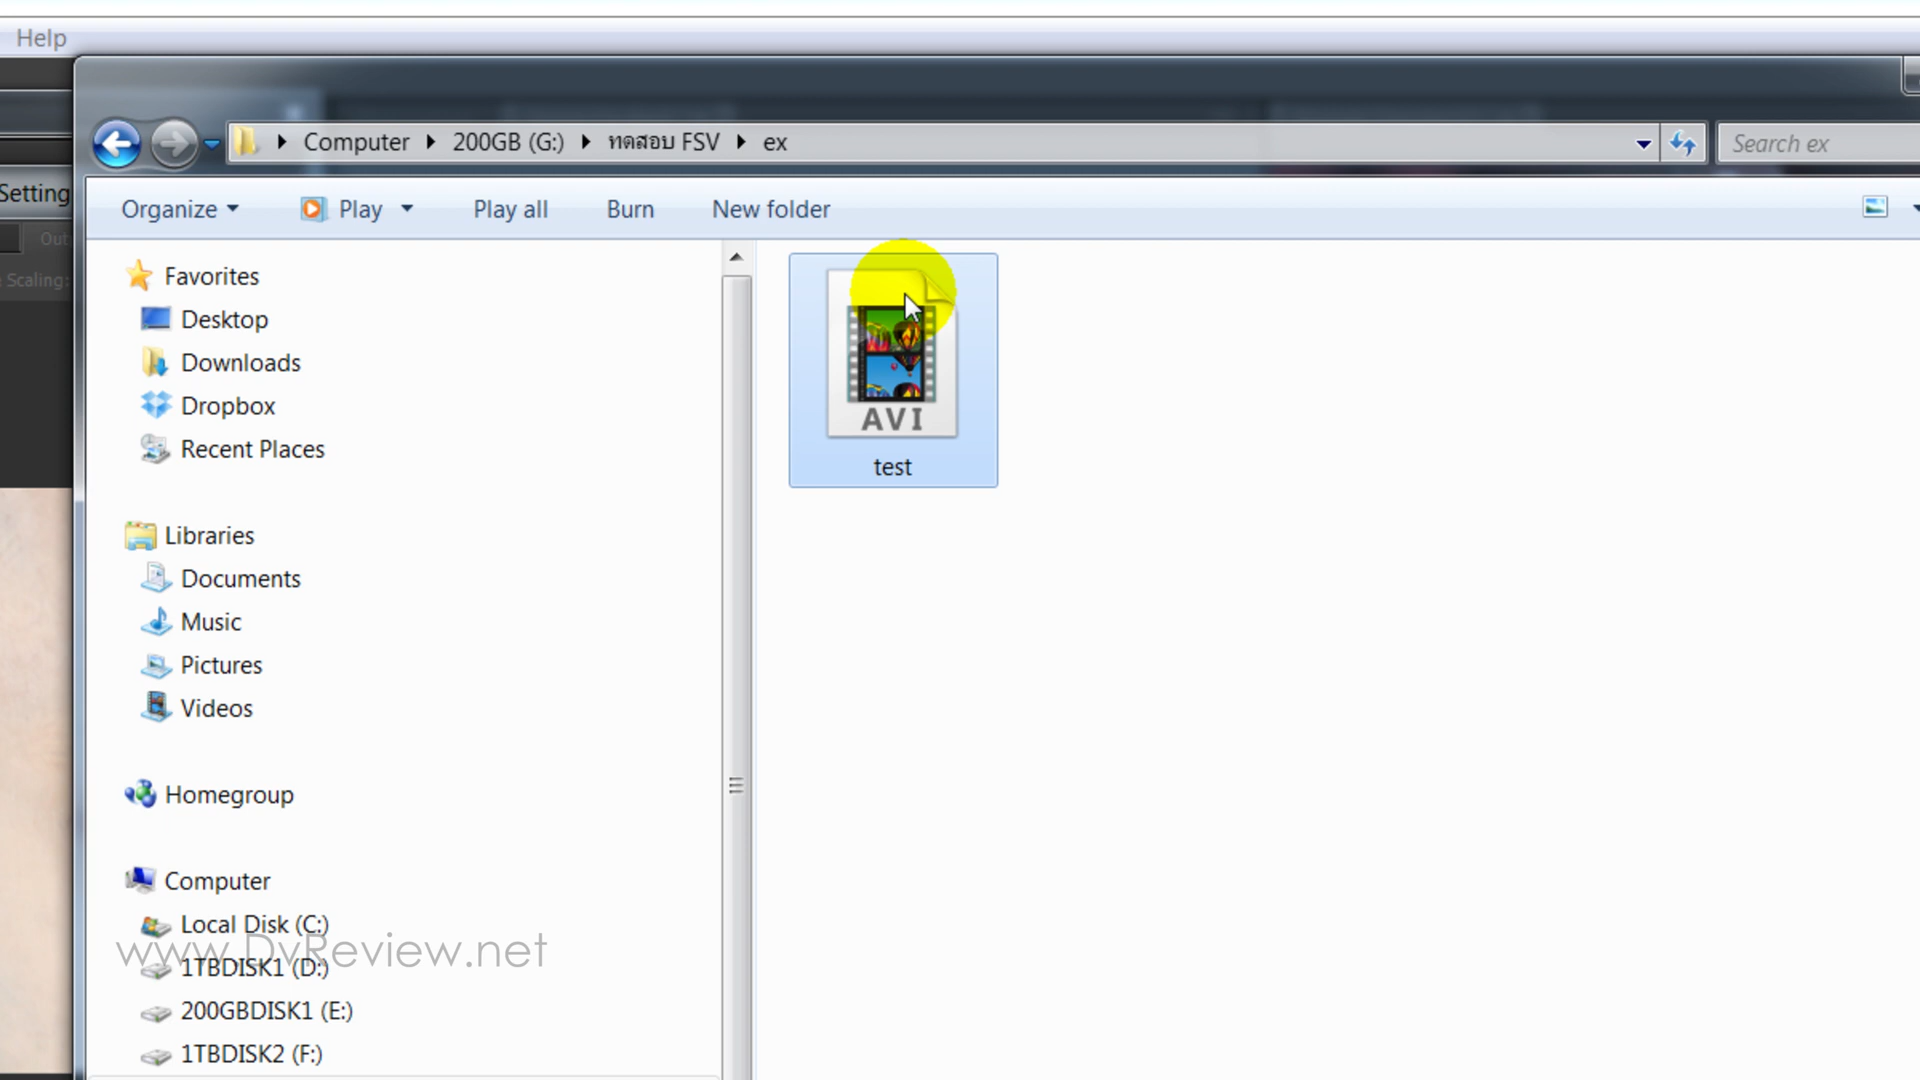 Help
Computer 200GB (G:) ทดสอบ FSV ex
Search ex
Setting
Organize Play Play all Burn New folder
Out
Scaling:
Favorites
Desktop
Downloads
Dropbox
Recent Places
Libraries
Documents
Music
Pictures
Videos
Homegroup
Computer
Local Disk (C:)
www.DvReview.net
1TBDISK1 (D:)
200GBDISK1 (E:)
1TBDISK2 (F:)
AVI
test